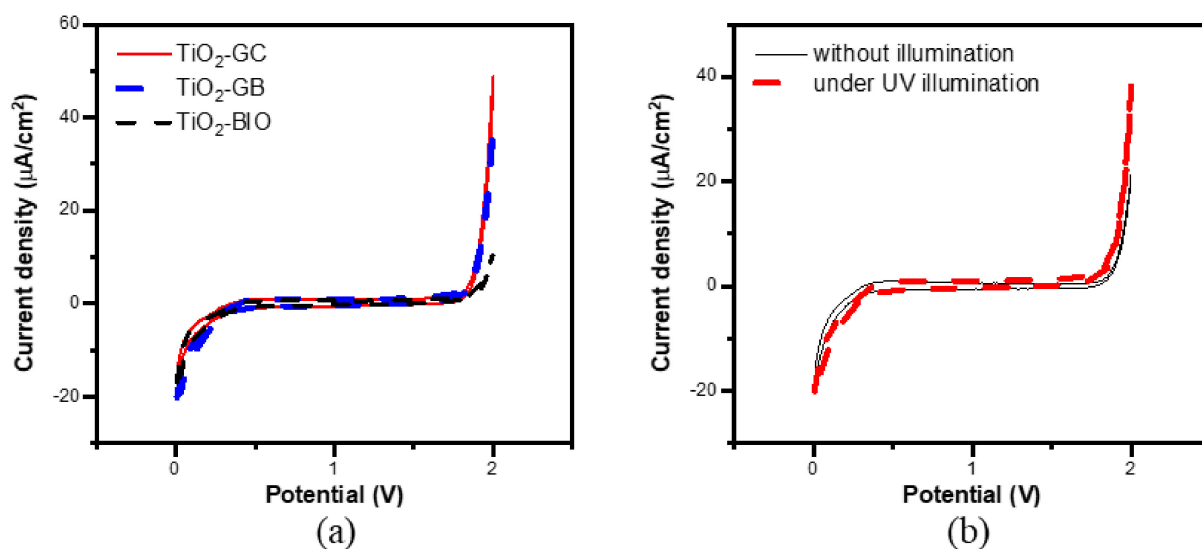 TiO₂-GC
TiO₂-GB
TiO₂-BIO
60
40
20
0
-20
Current density (µA/cm²)
0
1
2
Potential (V)
(a)
without illumination
under UV illumination
40
20
0
-20
Current density (µA/cm²)
0
1
2
Potential (V)
(b)